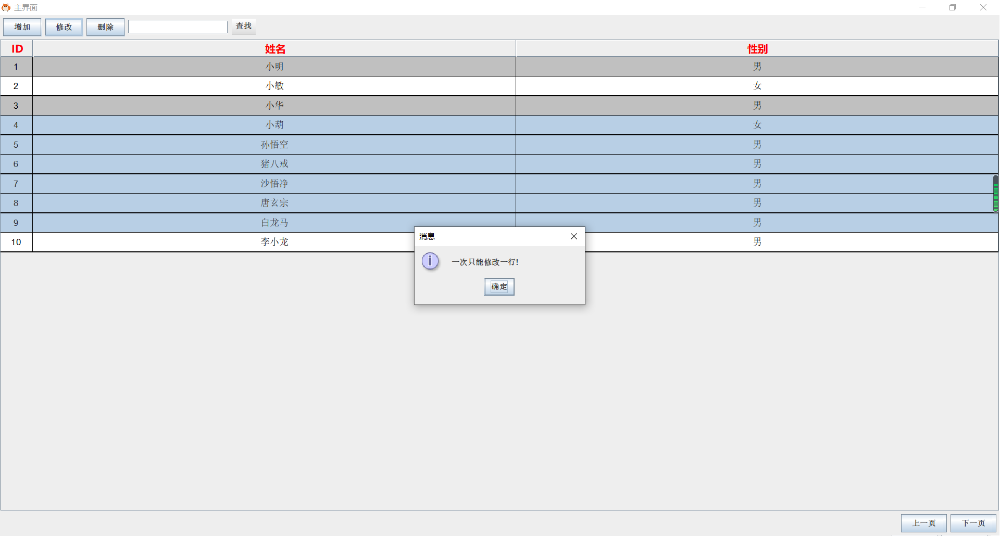 主界面
增加 修改 删除 查找
ID 姓名 性别
1 小明 男
2 小敏 女
3 小华 男
4 小萌 女
5 孙悟空 男
6 猪八戒 男
7 沙悟净 男
8 唐玄宗 男
9 白龙马 男
10 李小龙 男
消息
一次只能修改一行!
确定
上一页 下一页